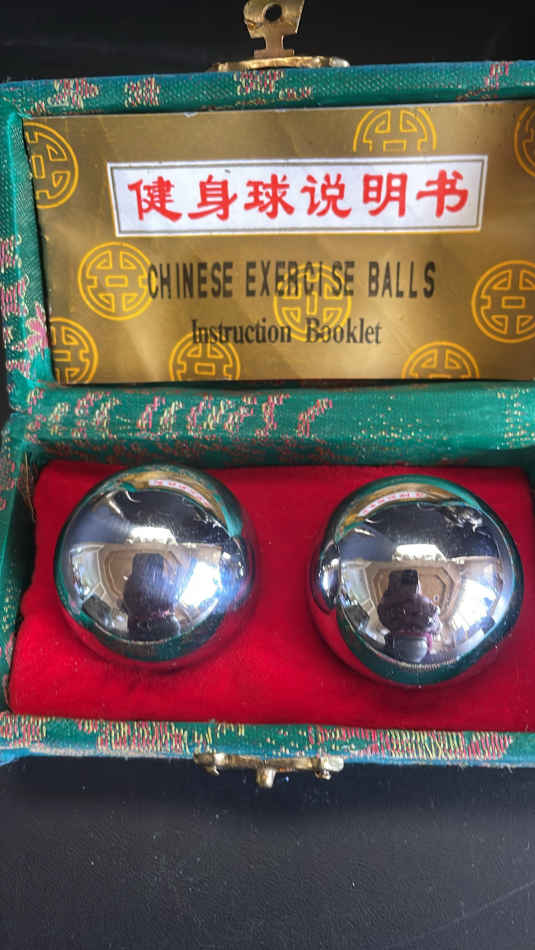 健身球说明书
CHINESE EXERCISE BALLS
Instruction Booklet